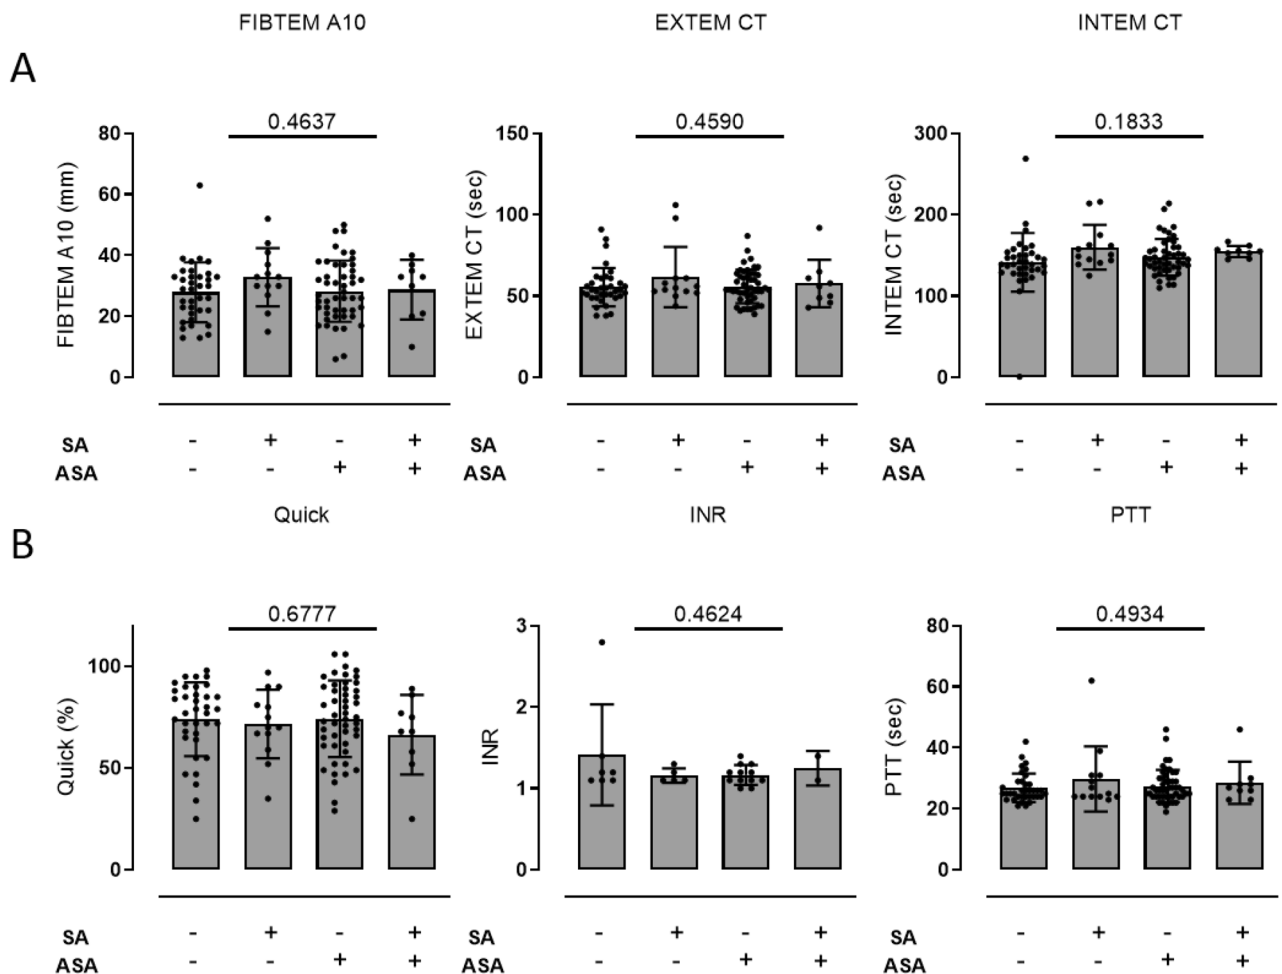 FIBTEM A10 EXTEM CT INTEM CT
A
0.4637 0.4590 0.1833
FIBTEM A10 (mm)
80
60
40
20
0
EXTEM CT (sec)
150
100
50
0
INTEM CT (sec)
300
200
100
0
SA - + - + SA - + - + SA - + - +
ASA - - + + ASA - - + + ASA - - + +
Quick INR PTT
B
0.6777 0.4624 0.4934
Quick (%)
100
50
0
INR
3
2
1
0
PTT (sec)
80
60
40
20
0
SA - + - + SA - + - + SA - + - +
ASA - - + + ASA - - + + ASA - - + +